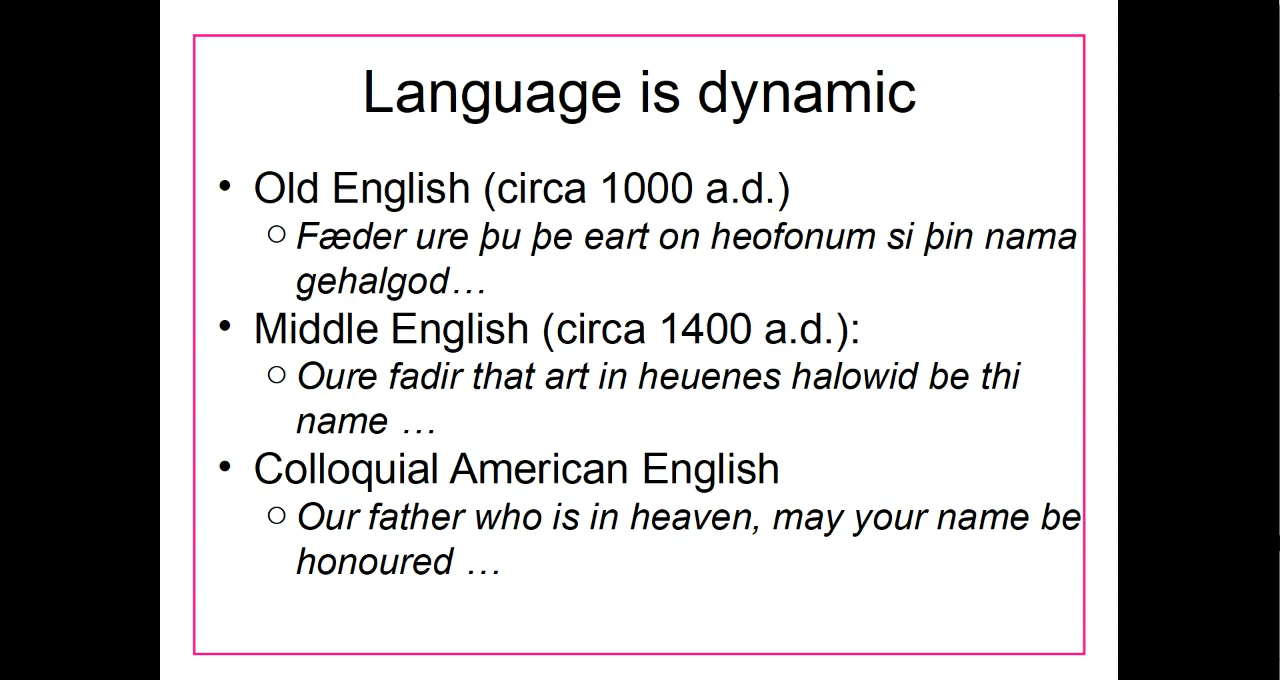 Language is dynamic
• Old English (circa 1000 a.d.)
○ Fæder ure þu þe eart on heofonum si þin nama
gehalgod…
• Middle English (circa 1400 a.d.):
○ Oure fadir that art in heuenes halowid be thi
name …
• Colloquial American English
○ Our father who is in heaven, may your name be
honoured …